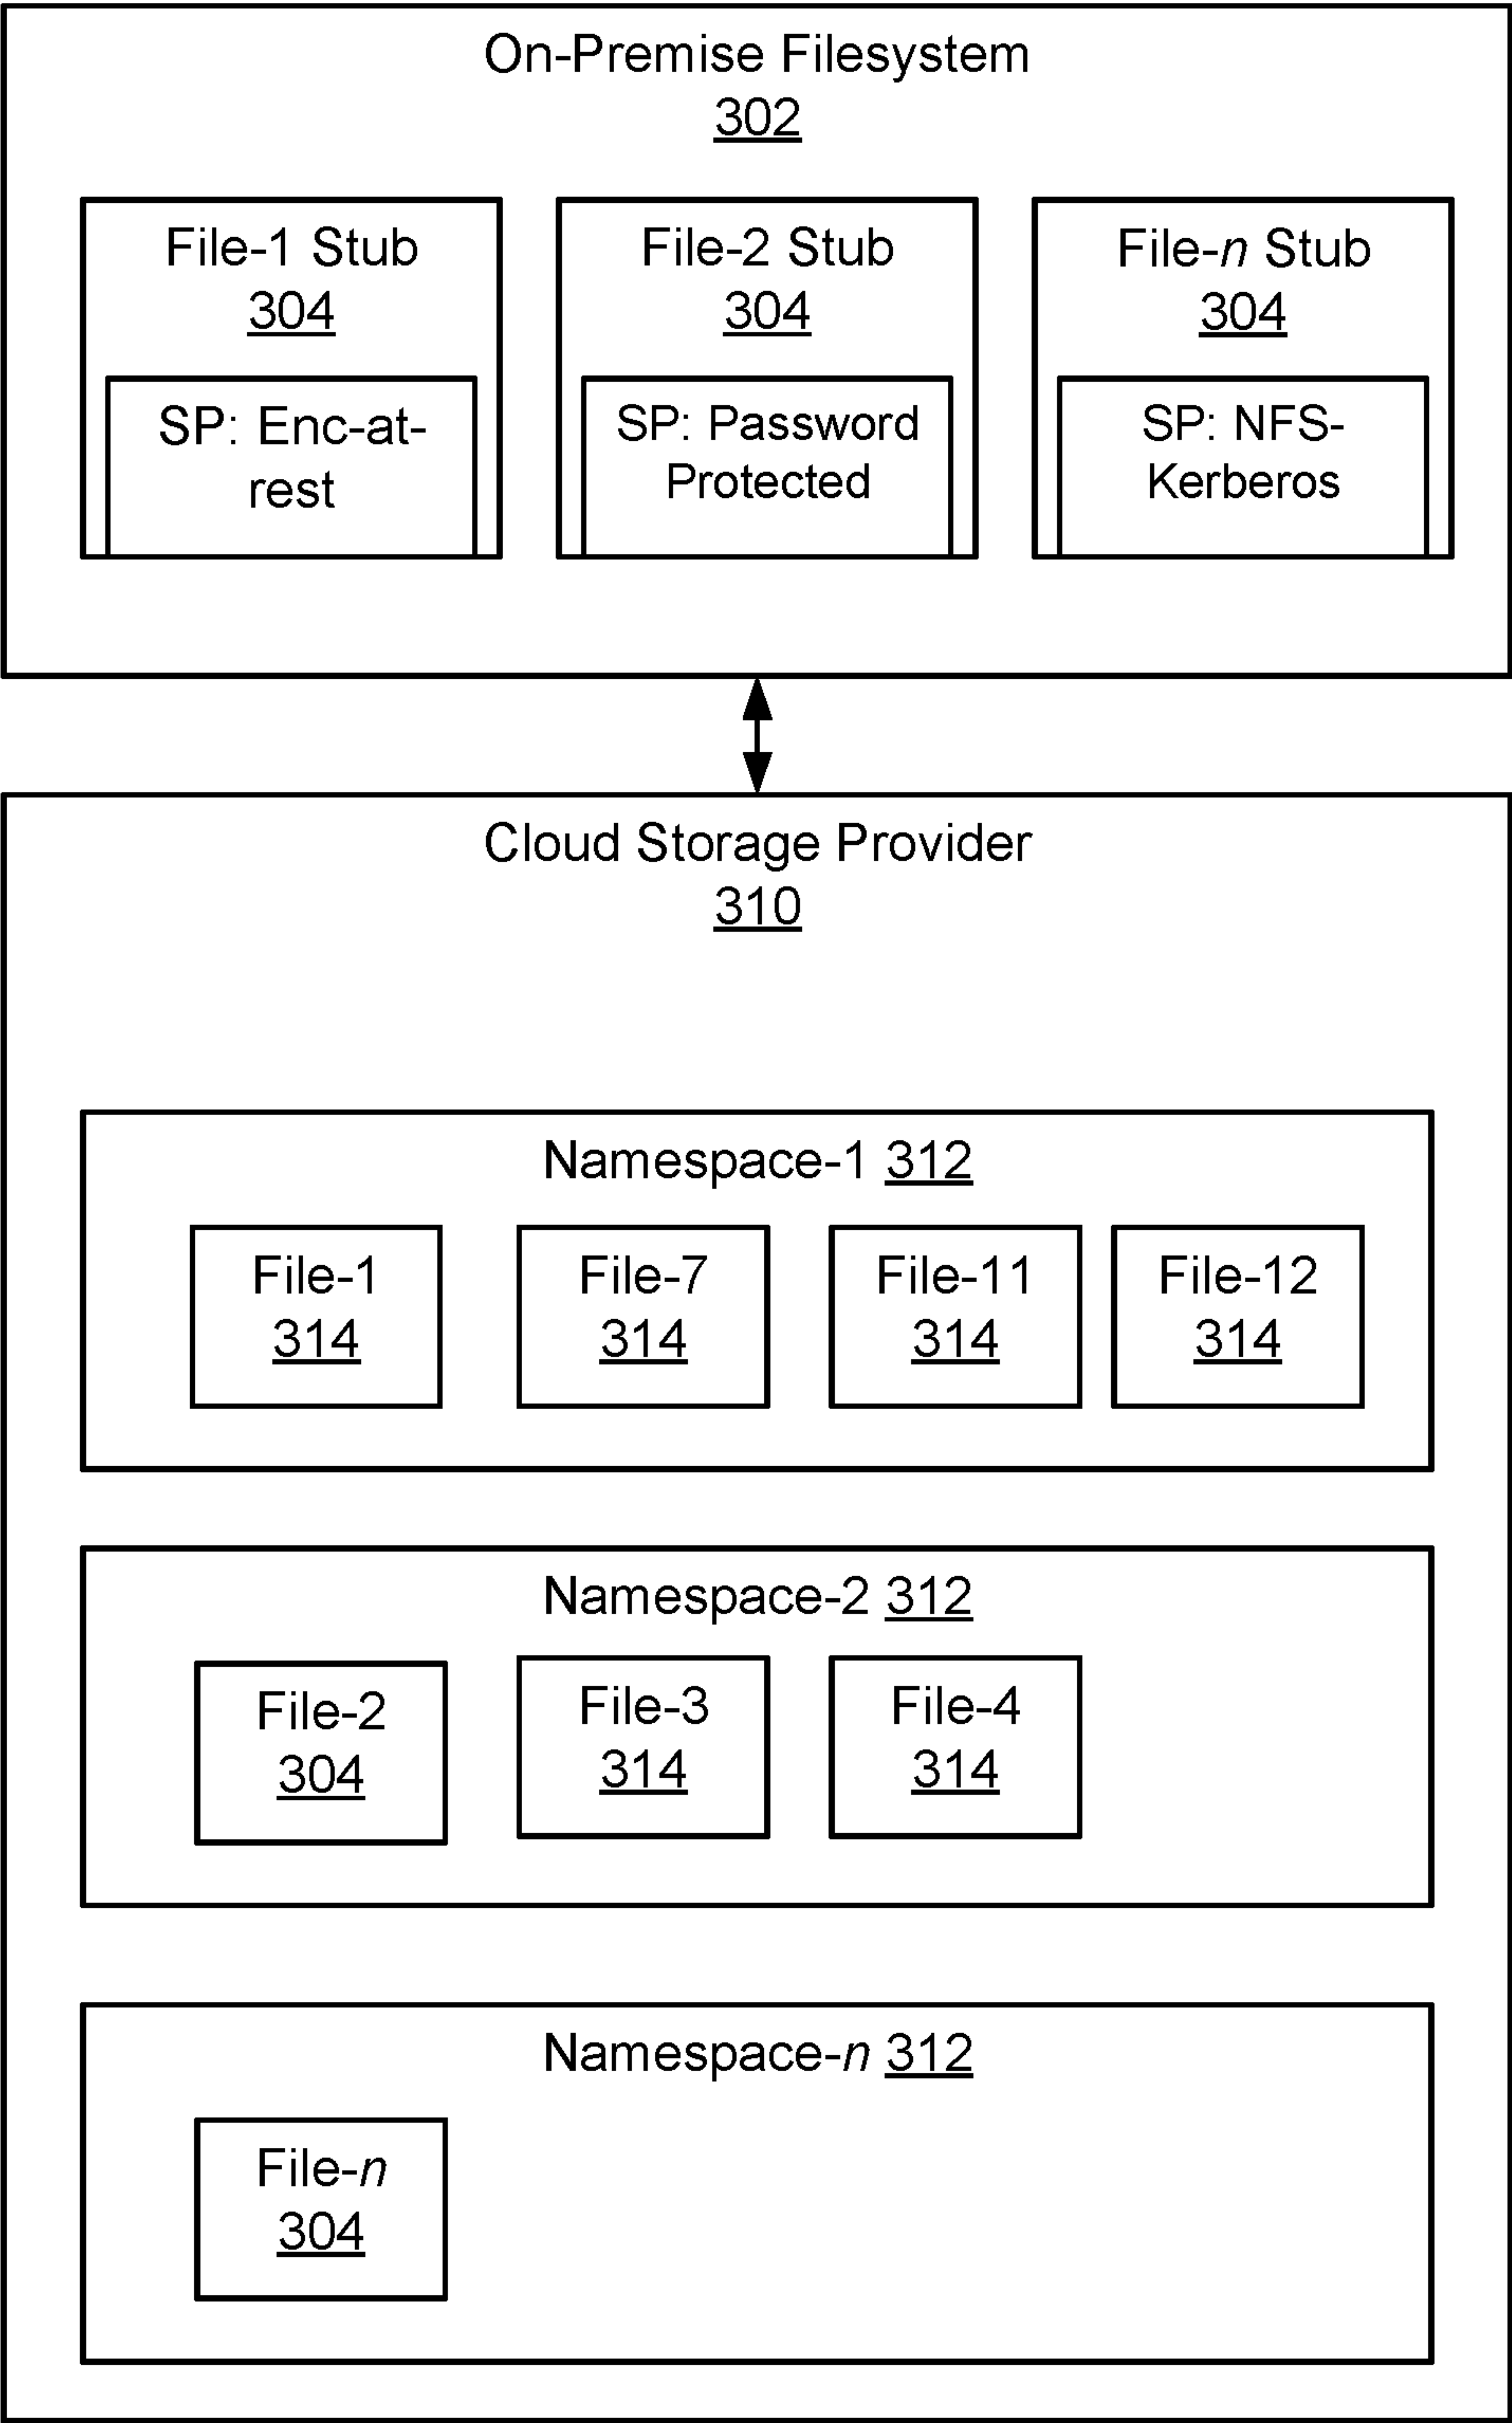 On-Premise Filesystem
302
File-1 Stub
304
SP: Enc-at-
rest
File-2 Stub
304
SP: Password
Protected
File-n Stub
304
SP: NFS-
Kerberos
Cloud Storage Provider
310
Namespace-1 312
File-1
314
File-7
314
File-11
314
File-12
314
Namespace-2 312
File-2
304
File-3
314
File-4
314
Namespace-n 312
File-n
304